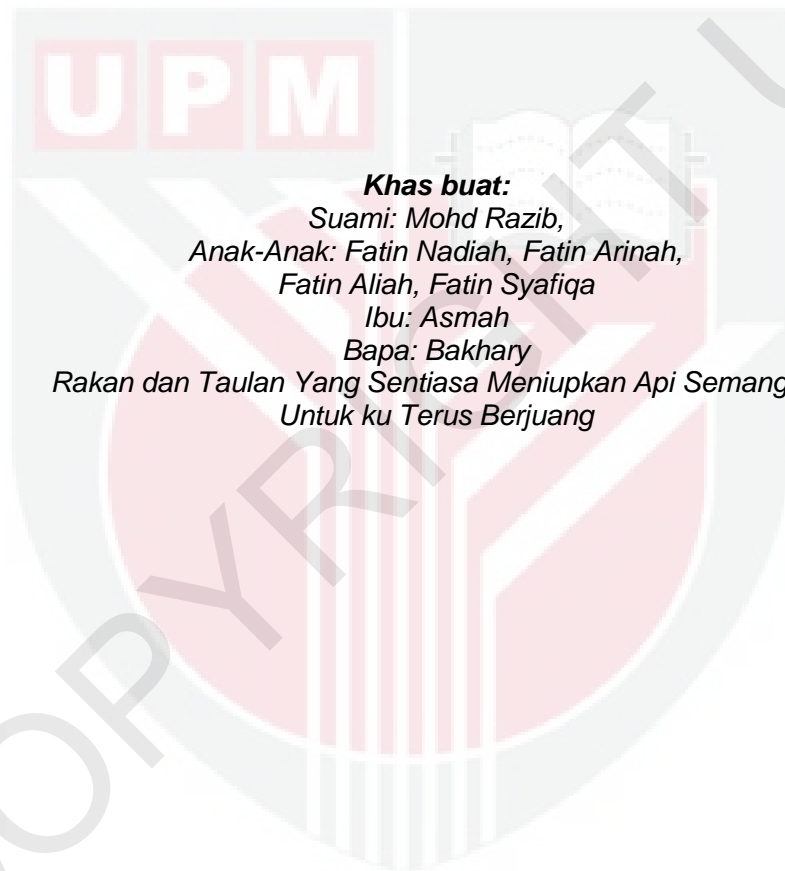 UPM
Khas buat:
Suami: Mohd Razib,
Anak-Anak: Fatin Nadiah, Fatin Arinah,
Fatin Aliah, Fatin Syafiqa
Ibu: Asmah
Bapa: Bakhary
Rakan dan Taulan Yang Sentiasa Meniupkan Api Semang
Untuk ku Terus Berjuang
OPYRIGHT U